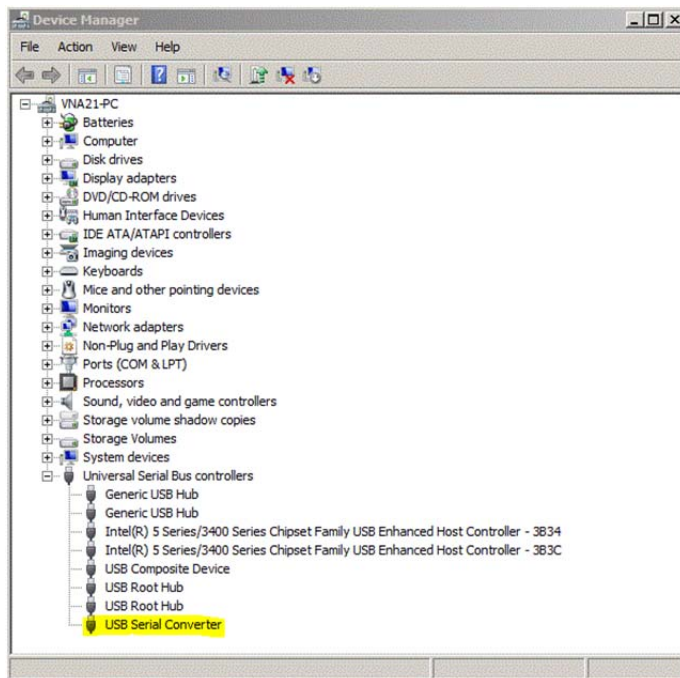 Device Manager
File Action View Help
VNA21-PC
Batteries
Computer
Disk drives
Display adapters
DVD/CD-ROM drives
Human Interface Devices
IDE ATA/ATAPI controllers
Imaging devices
Keyboards
Mice and other pointing devices
Monitors
Network adapters
Non-Plug and Play Drivers
Ports (COM & LPT)
Processors
Sound, video and game controllers
Storage volume shadow copies
Storage Volumes
System devices
Universal Serial Bus controllers
Generic USB Hub
Generic USB Hub
Intel(R) 5 Series/3400 Series Chipset Family USB Enhanced Host Controller - 3B34
Intel(R) 5 Series/3400 Series Chipset Family USB Enhanced Host Controller - 3B3C
USB Composite Device
USB Root Hub
USB Root Hub
USB Serial Converter